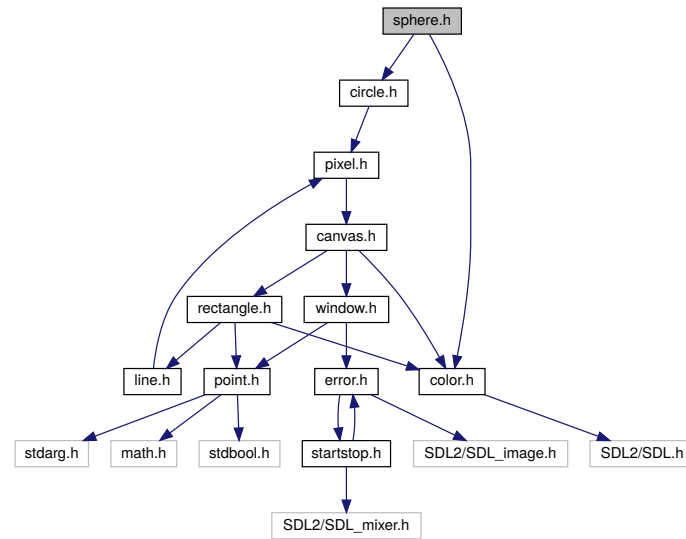 sphere.h
circle.h
pixel.h
canvas.h
rectangle.h
window.h
line.h
point.h
error.h
color.h
stdarg.h
math.h
stdbool.h
startstop.h
SDL2/SDL_image.h
SDL2/SDL.h
SDL2/SDL_mixer.h